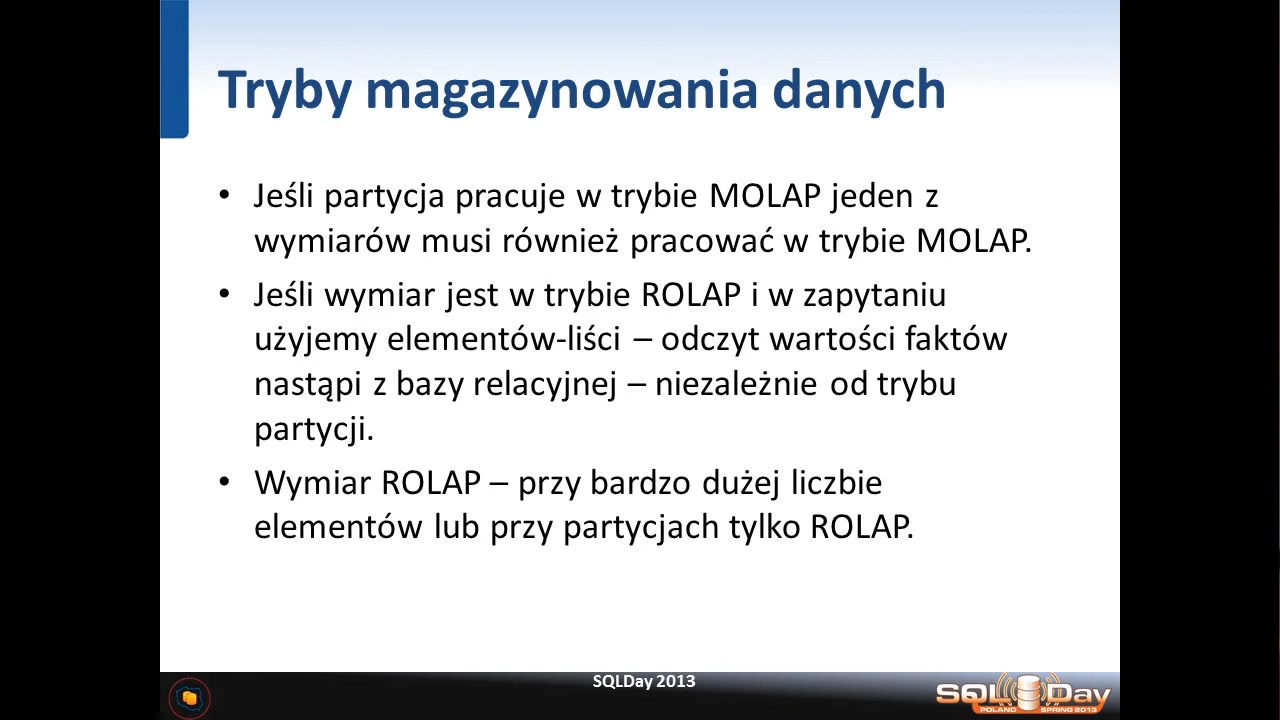 Tryby magazynowania danych
• Jeśli partycja pracuje w trybie MOLAP jeden z
wymiarów musi również pracować w trybie MOLAP.
• Jeśli wymiar jest w trybie ROLAP i w zapytaniu
użyjemy elementów-liści – odczyt wartości faktów
nastąpi z bazy relacyjnej – niezależnie od trybu
partycji.
• Wymiar ROLAP – przy bardzo dużej liczbie
elementów lub przy partycjach tylko ROLAP.
SQLDay 2013
SQL Day
POLAND SPRING 2013